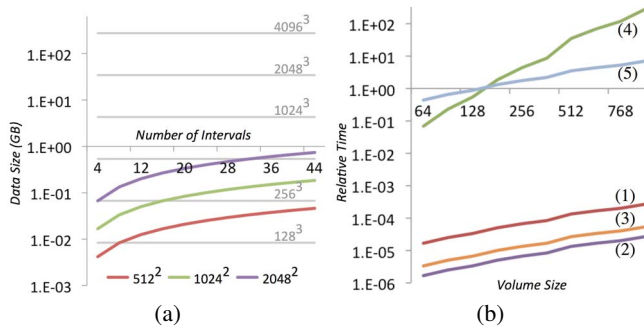 1.E+02
4096³
2048³
1.E+01
1024³
Number of Intervals
1.E+00
4 12 20 28 36 44
1.E-01
256³
1.E-02
128³
1.E-03
Data Size (GB)
512² 1024² 2048²
(a)
1.E+02
(4)
1.E+01
(5)
1.E+00
64 128 256 512 768
1.E-01
1.E-02
1.E-03
(1)
1.E-04
(3)
1.E-05
(2)
1.E-06
Relative Time
Volume Size
(b)